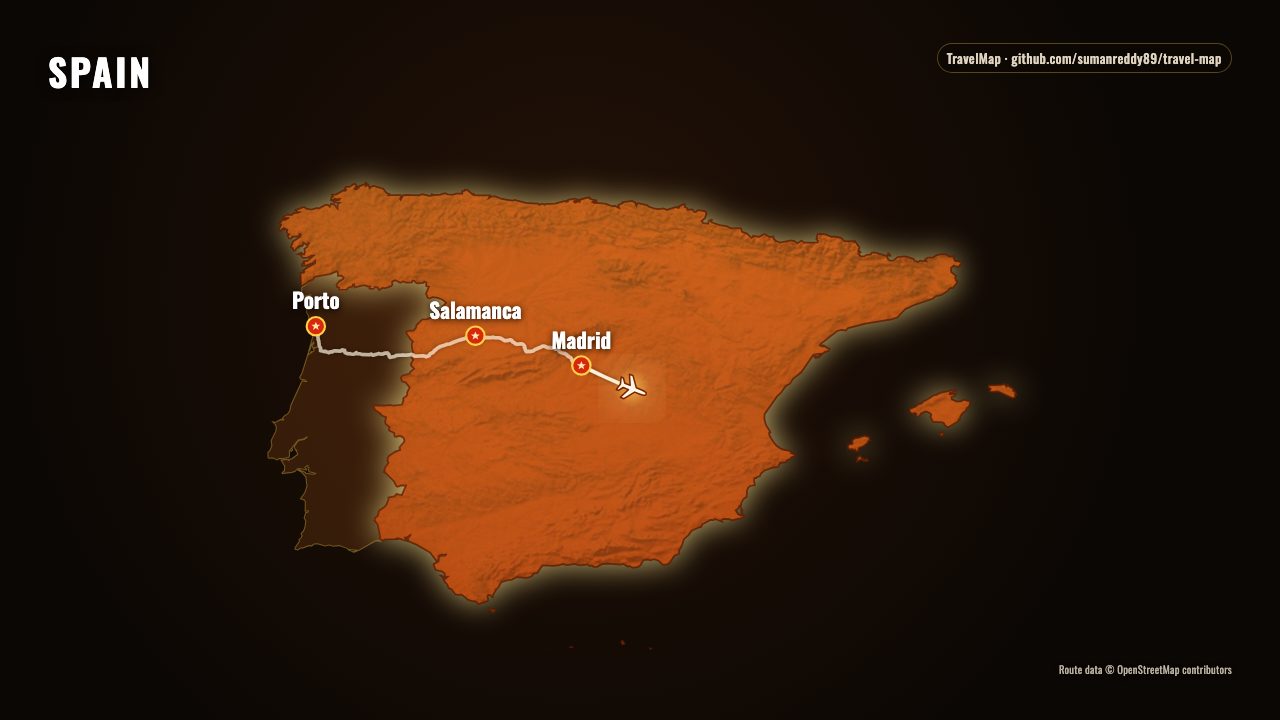 SPAIN
TravelMap · github.com/sumanreddy89/travel-map
Porto
Salamanca
Madrid
Route data © OpenStreetMap contributors